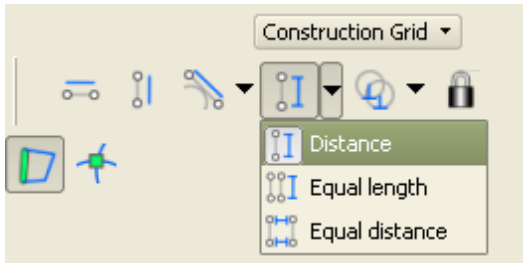 Construction Grid
Distance
Equal length
Equal distance